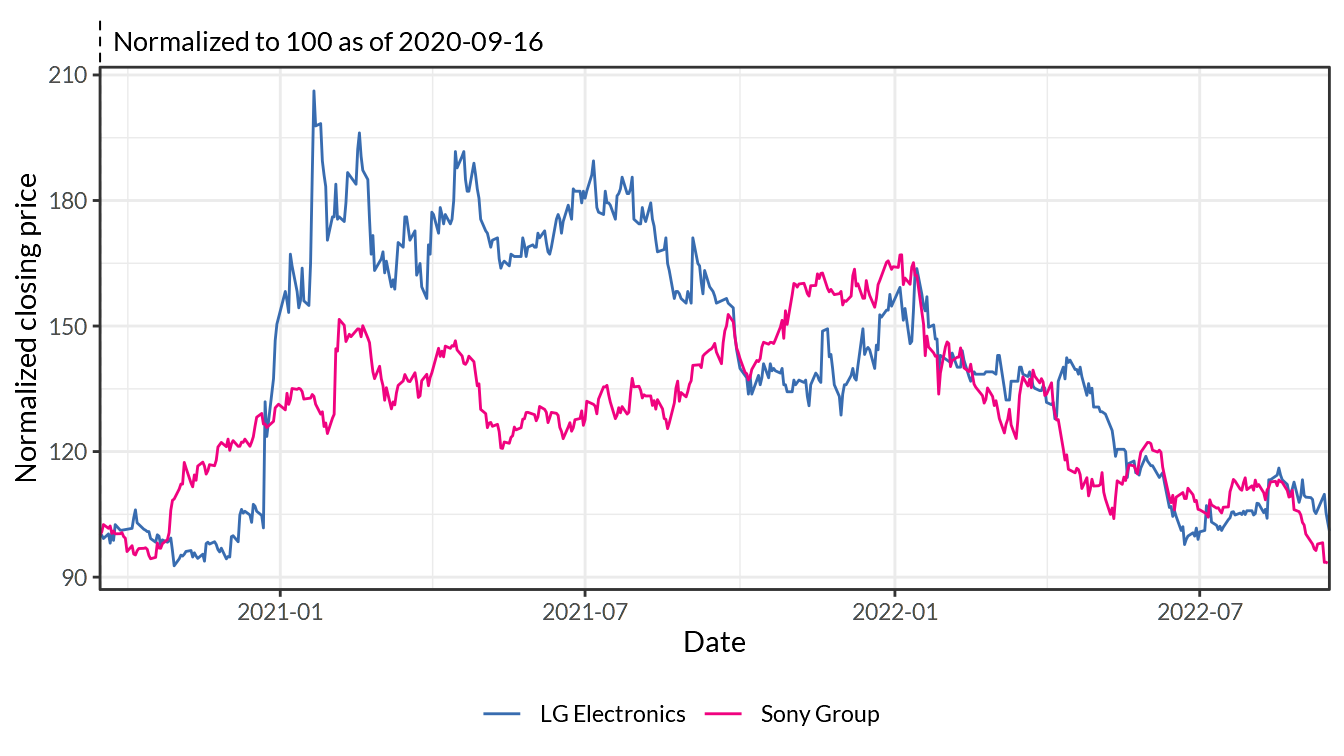 Normalized to 100 as of 2020-09-16
Normalized closing price
210
180
150
120
90
2021-01
2021-07
2022-01
2022-07
Date
LG Electronics
Sony Group